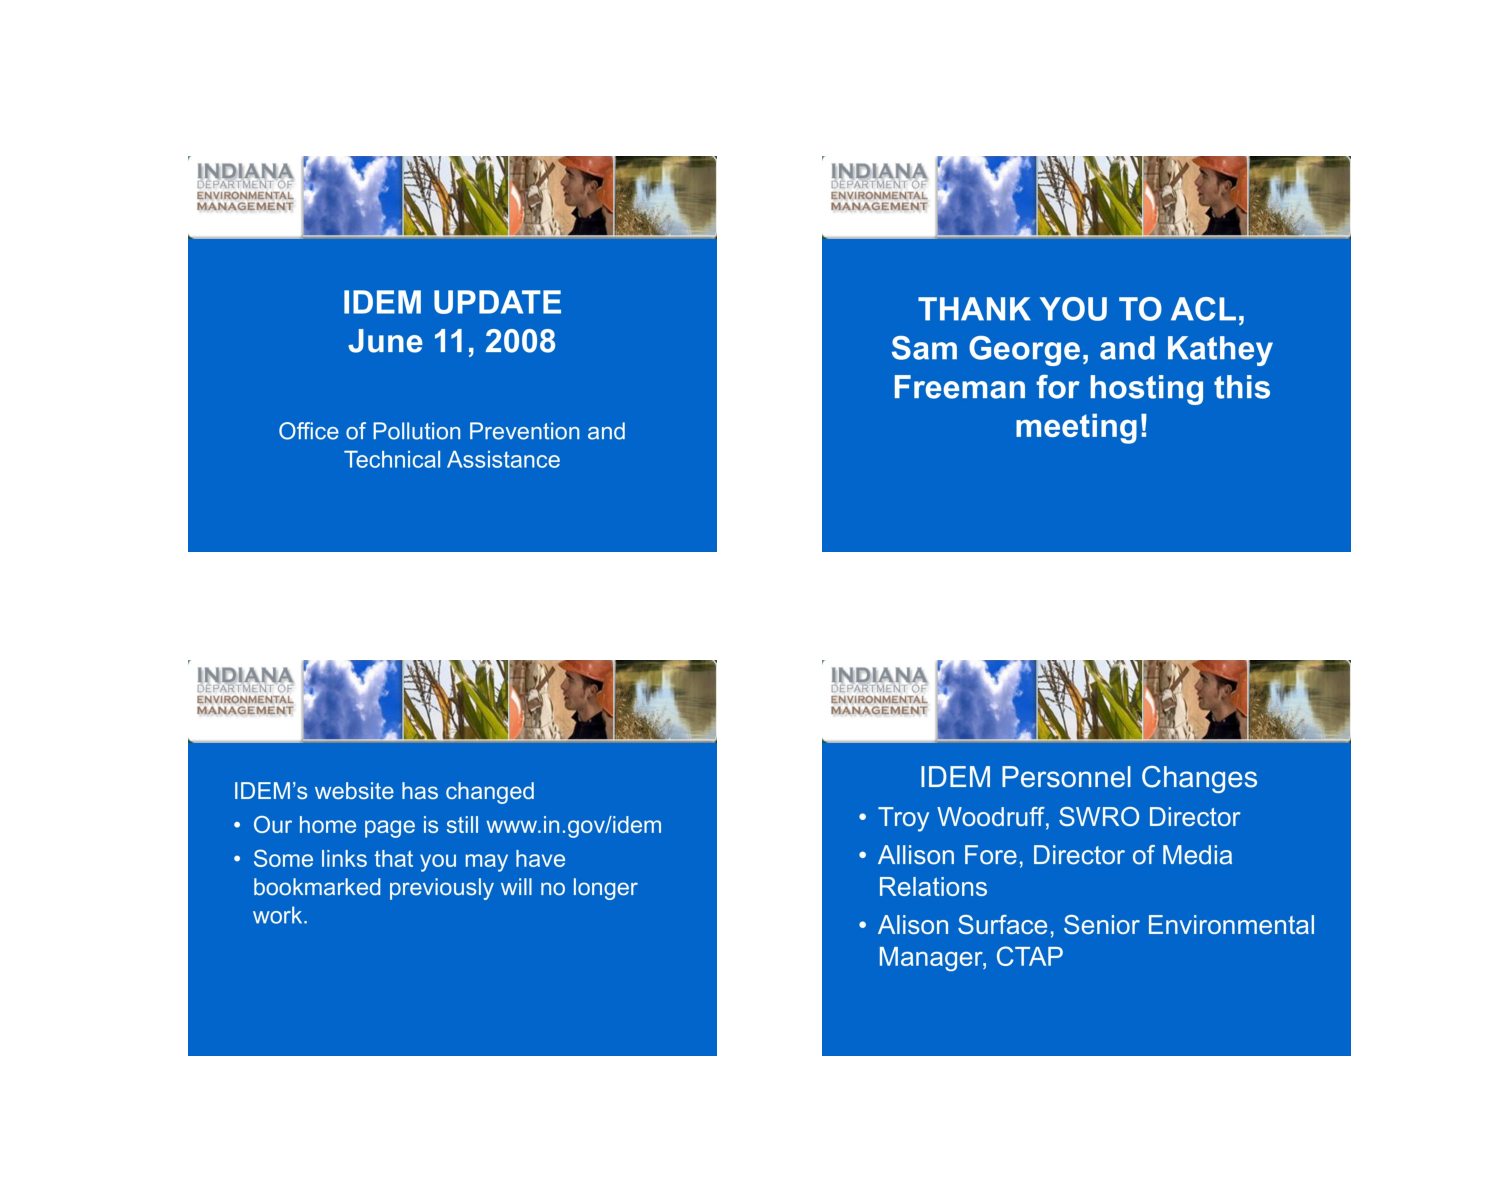 INDIANA
DEPARTMENT OF
ENVIRONMENTAL
MANAGEMENT
IDEM UPDATE
June 11, 2008
Office of Pollution Prevention and
Technical Assistance
INDIANA
DEPARTMENT OF
ENVIRONMENTAL
MANAGEMENT
THANK YOU TO ACL,
Sam George, and Kathey
Freeman for hosting this
meeting!
INDIANA
DEPARTMENT OF
ENVIRONMENTAL
MANAGEMENT
IDEM’s website has changed
• Our home page is still www.in.gov/idem
• Some links that you may have
bookmarked previously will no longer
work.
INDIANA
DEPARTMENT OF
ENVIRONMENTAL
MANAGEMENT
IDEM Personnel Changes
• Troy Woodruff, SWRO Director
• Allison Fore, Director of Media
Relations
• Alison Surface, Senior Environmental
Manager, CTAP